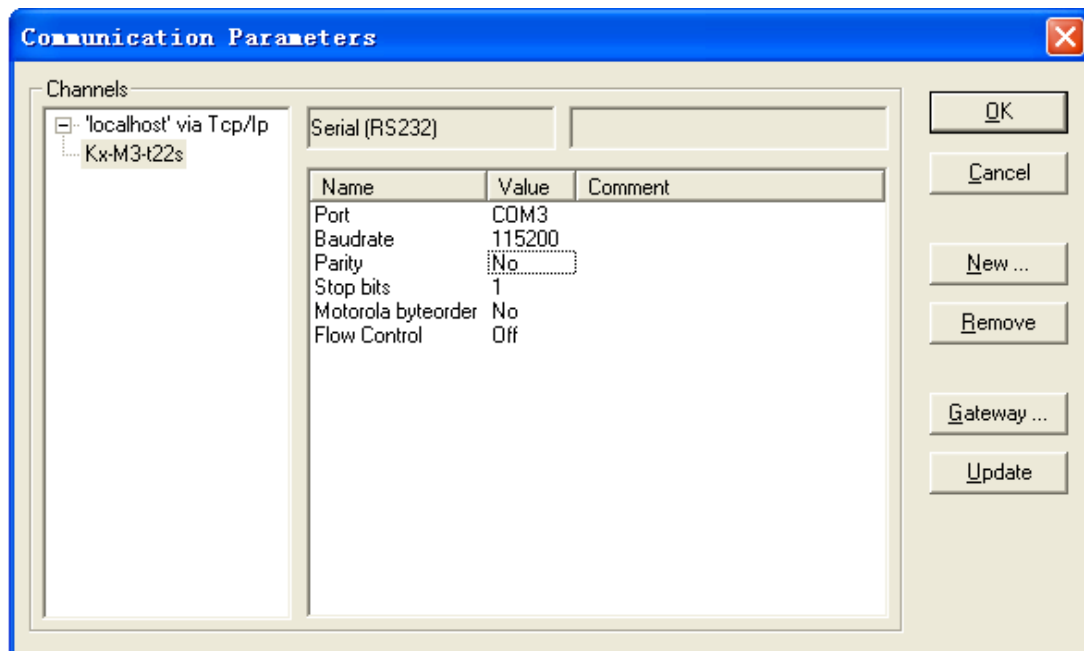 Communication Parameters
Channels
'localhost' via Tcp/Ip
Kx-M3-t22s
Serial (RS232)
Name Value Comment
Port COM3
Baudrate 115200
Parity No
Stop bits 1
Motorola byteorder No
Flow Control Off
OK
Cancel
New ...
Remove
Gateway ...
Update